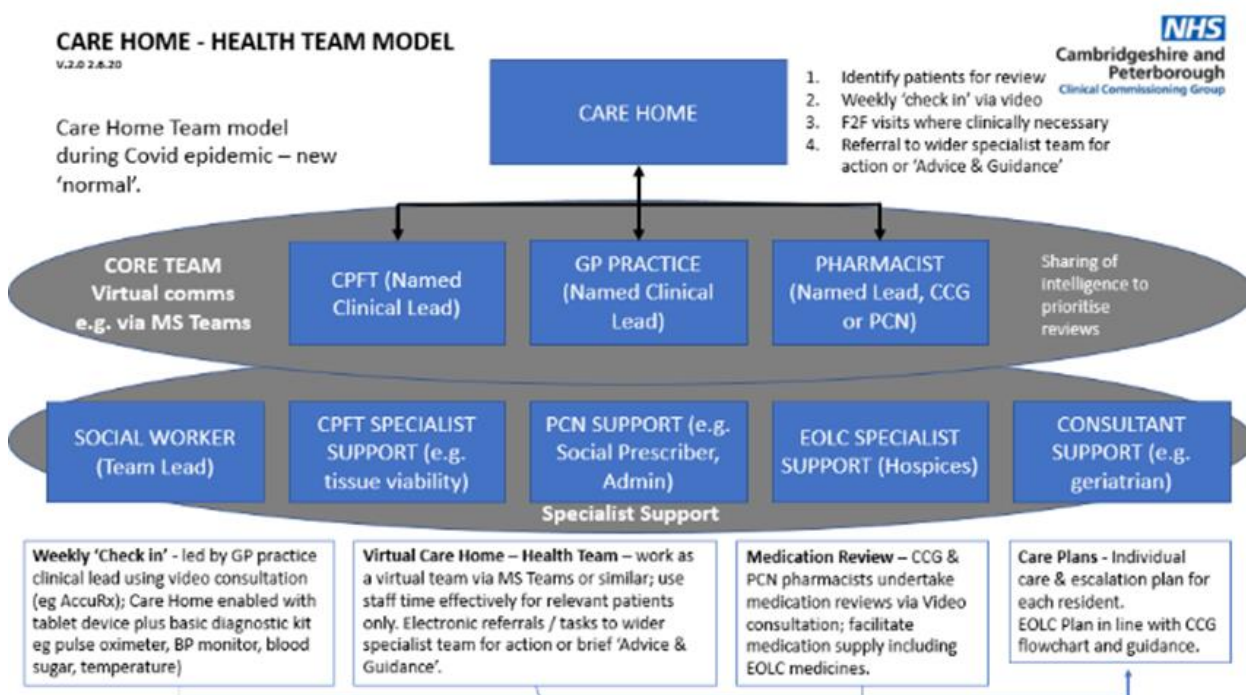 CARE HOME - HEALTH TEAM MODEL
V.2.0 2.6.20
Care Home Team model
during Covid epidemic – new
'normal'.
CARE HOME
1. Identify patients for review
2. Weekly 'check in' via video
3. F2F visits where clinically necessary
4. Referral to wider specialist team for
action or 'Advice & Guidance'
NHS
Cambridgeshire and
Peterborough
Clinical Commissioning Group
CORE TEAM
Virtual comms
e.g. via MS Teams
CPFT (Named
Clinical Lead)
GP PRACTICE
(Named Clinical
Lead)
PHARMACIST
(Named Lead, CCG
or PCN)
Sharing of
intelligence to
prioritise
reviews
SOCIAL WORKER
(Team Lead)
CPFT SPECIALIST
SUPPORT (e.g.
tissue viability)
PCN SUPPORT (e.g.
Social Prescriber,
Admin)
EOLC SPECIALIST
SUPPORT (Hospices)
CONSULTANT
SUPPORT (e.g.
geriatrian)
Specialist Support
Weekly 'Check in' - led by GP practice
clinical lead using video consultation
(eg AccuRx); Care Home enabled with
tablet device plus basic diagnostic kit
eg pulse oximeter, BP monitor, blood
sugar, temperature)
Virtual Care Home – Health Team – work as
a virtual team via MS Teams or similar; use
staff time effectively for relevant patients
only. Electronic referrals / tasks to wider
specialist team for action or brief 'Advice &
Guidance'.
Medication Review – CCG &
PCN pharmacists undertake
medication reviews via Video
consultation; facilitate
medication supply including
EOLC medicines.
Care Plans - Individual
care & escalation plan for
each resident.
EOLC Plan in line with CCG
flowchart and guidance.